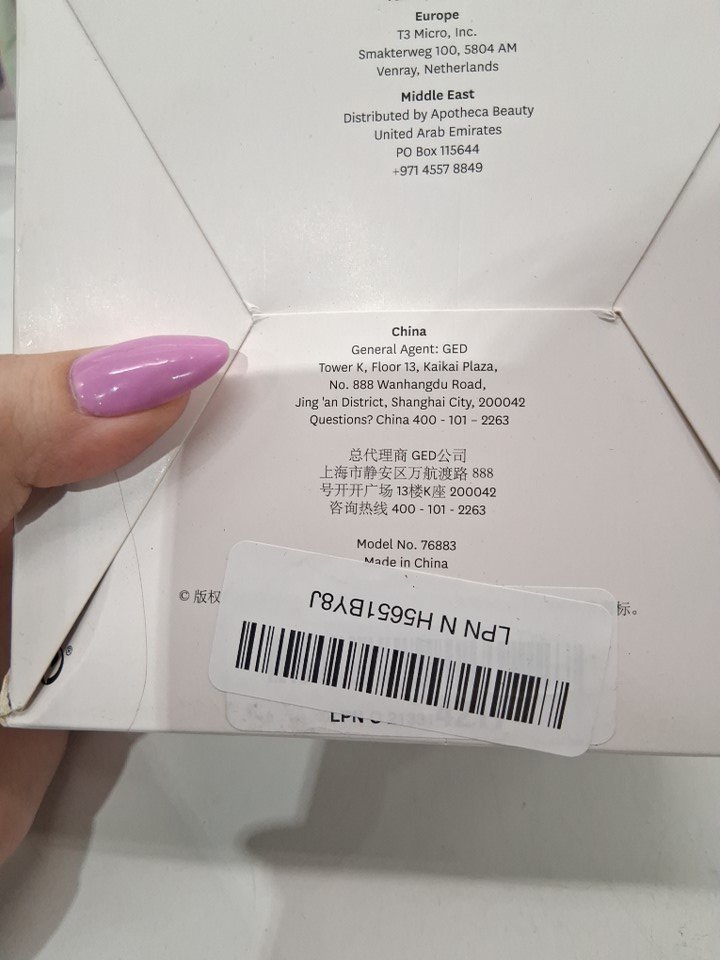 Europe
T3 Micro, Inc.
Smakterweg 100, 5804 AM
Venray, Netherlands
Middle East
Distributed by Apotheca Beauty
United Arab Emirates
PO Box 115644
+971 4557 8849
China
General Agent: GED
Tower K, Floor 13, Kaikai Plaza,
No. 888 Wanhangdu Road,
Jing 'an District, Shanghai City, 200042
Questions? China 400 - 101 – 2263
总代理商 GED公司
上海市静安区万航渡路 888
号开开广场 13楼K座 200042
咨询热线 400 - 101 - 2263
Model No. 76883
Made in China
© 版权
标。
LPN N H5651BY8J
LPN
®